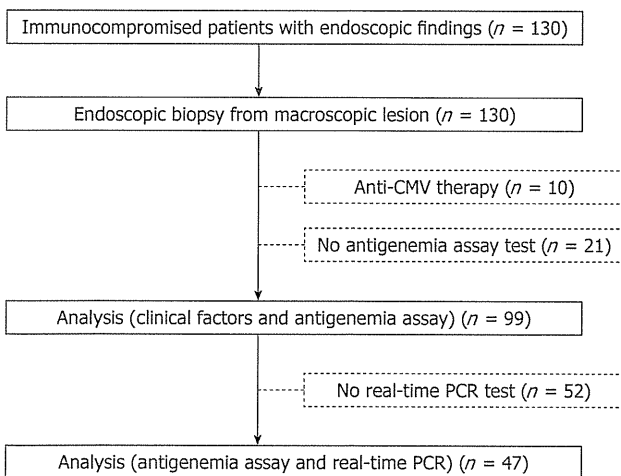 Immunocompromised patients with endoscopic findings (n = 130)
Endoscopic biopsy from macroscopic lesion (n = 130)
Anti-CMV therapy (n = 10)
No antigenemia assay test (n = 21)
Analysis (clinical factors and antigenemia assay) (n = 99)
No real-time PCR test (n = 52)
Analysis (antigenemia assay and real-time PCR) (n = 47)